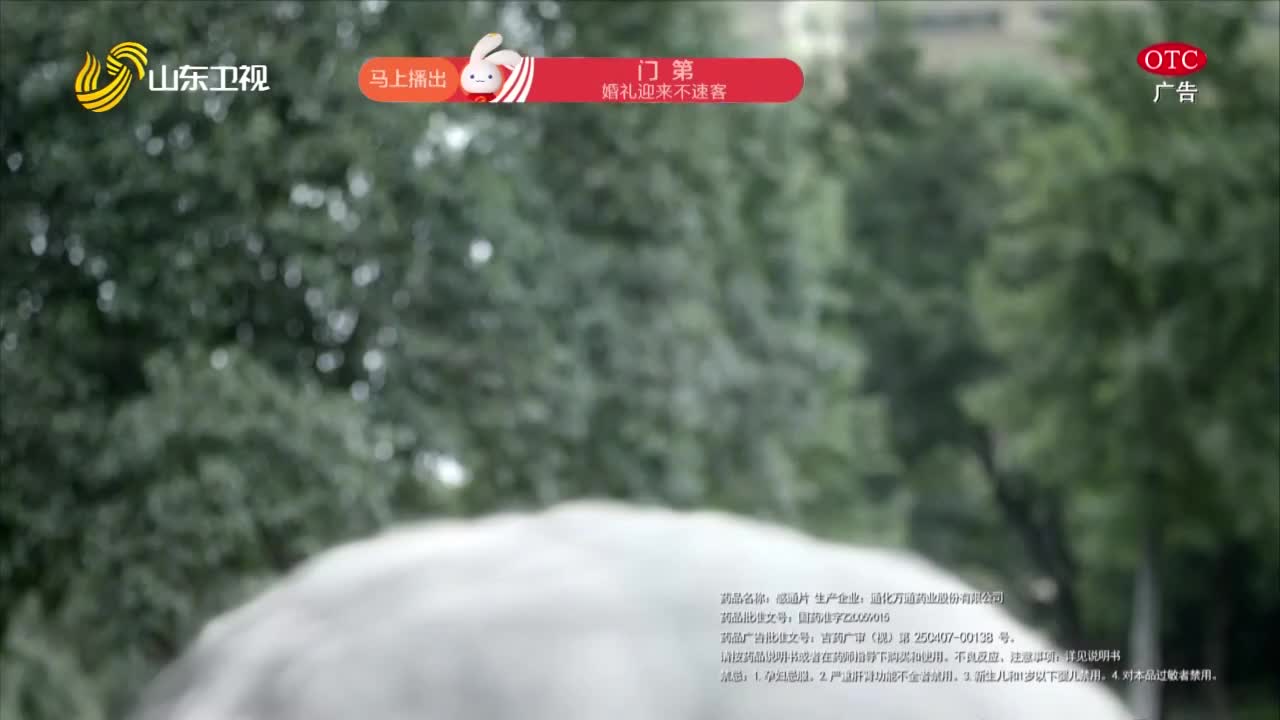 山东卫视
马上播出
门 第
婚礼迎来不速客
OTC
广告
药品名称：感通片 生产企业：通化万通药业股份有限公司
药品批准文号：国药准字Z20059015
药品广告批准文号：吉药广审（视）第 250407-00138 号。
请按药品说明书或者在药师指导下购买和使用。不良反应、注意事项：详见说明书
禁忌：1. 孕妇忌服。2. 严重肝肾功能不全者禁用。3. 新生儿和1岁以下婴儿禁用。4. 对本品过敏者禁用。